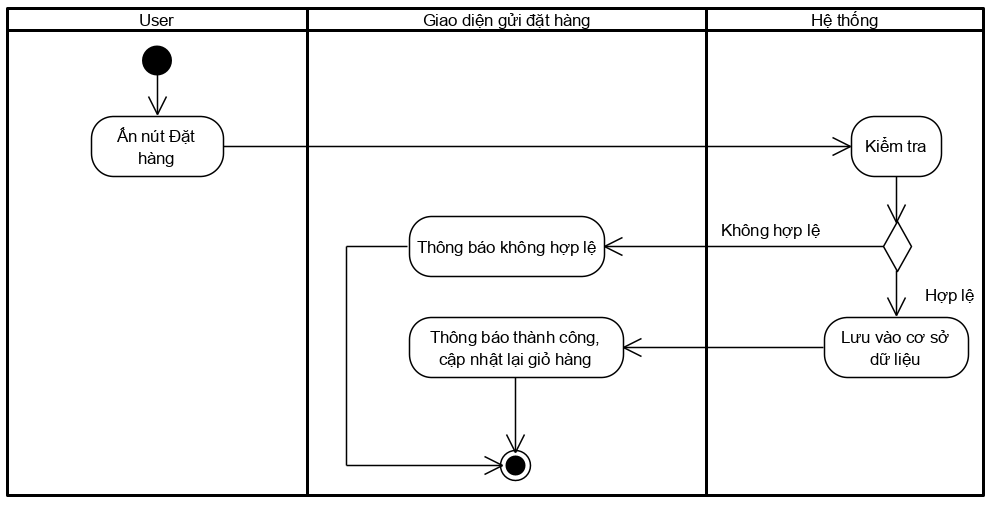 User
Giao diện gửi đặt hàng
Hệ thống
Ấn nút Đặt
hàng
Kiểm tra
Không hợp lệ
Thông báo không hợp lệ
Hợp lệ
Thông báo thành công,
cập nhật lại giỏ hàng
Lưu vào cơ sở
dữ liệu